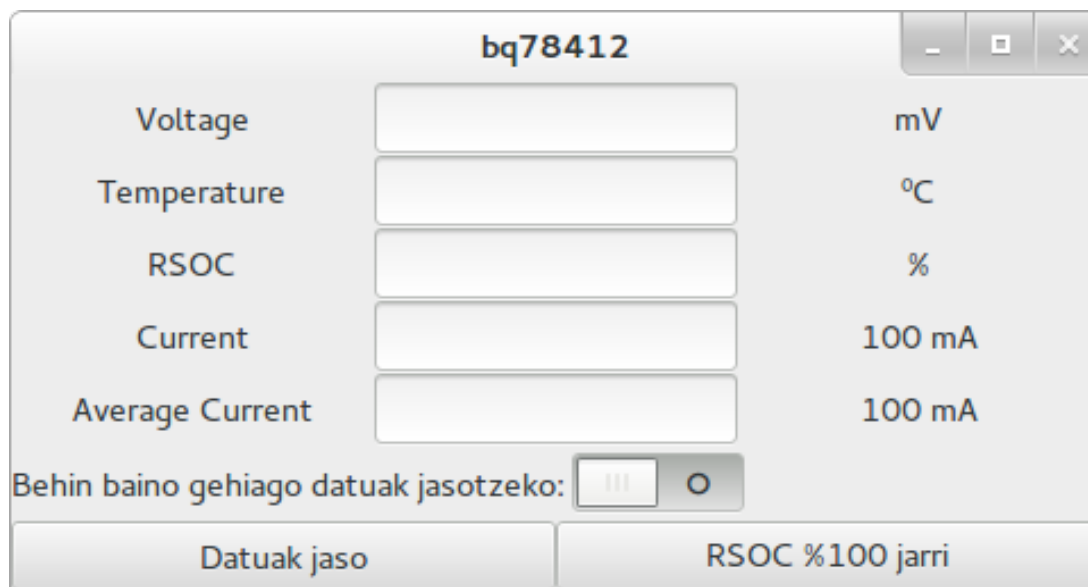 bq78412
Voltage mV
Temperature ⁰C
RSOC %
Current 100 mA
Average Current 100 mA
Behin baino gehiago datuak jasotzeko: O
Datuak jaso RSOC %100 jarri